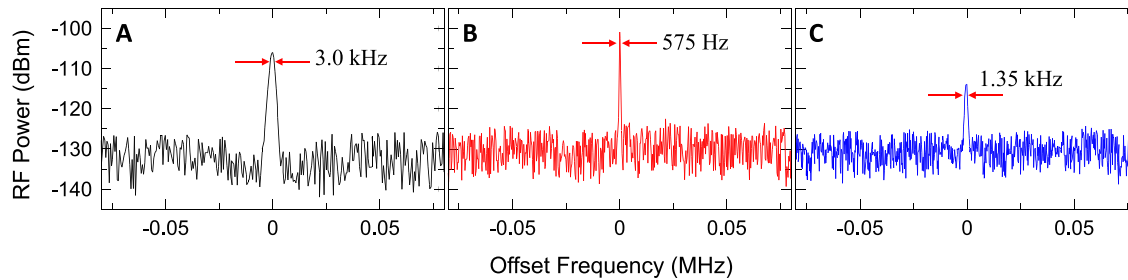 A
B
C
3.0 kHz
575 Hz
1.35 kHz
RF Power (dBm)
-100
-110
-120
-130
-140
-0.05 0 0.05
-0.05 0 0.05
-0.05 0 0.05
Offset Frequency (MHz)